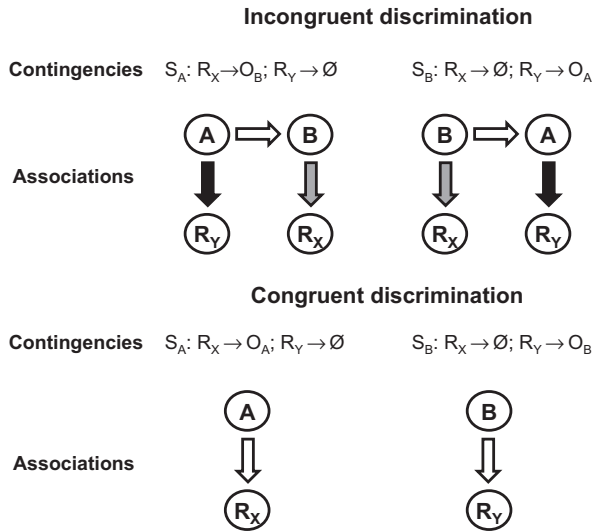 Incongruent discrimination
Contingencies S_A: R_X→O_B; R_Y→Ø S_B: R_X→Ø; R_Y→O_A
A B B A
Associations
R_Y R_X R_X R_Y
Congruent discrimination
Contingencies S_A: R_X→O_A; R_Y→Ø S_B: R_X→Ø; R_Y→O_B
A B
Associations
R_X R_Y